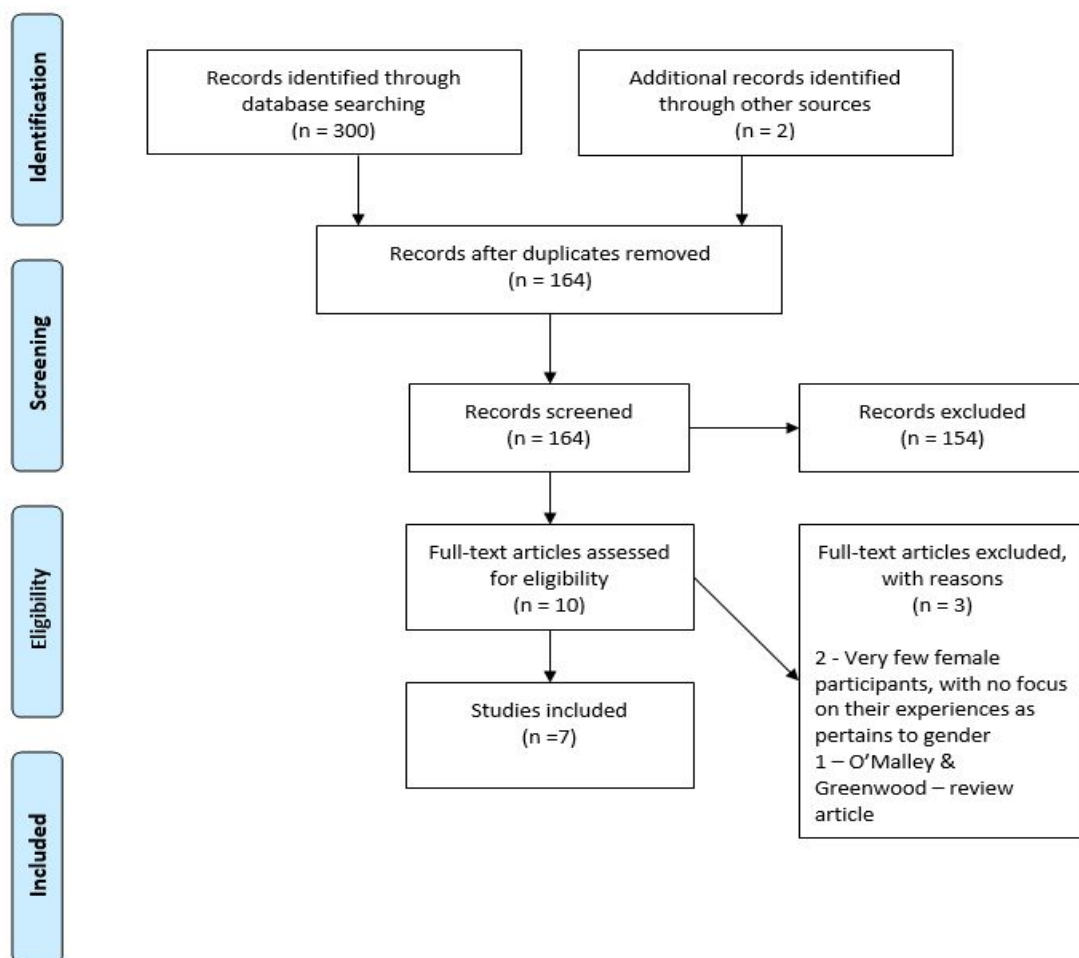 Identification
Records identified through
database searching
(n = 300)
Additional records identified
through other sources
(n = 2)
Records after duplicates removed
(n = 164)
Screening
Records screened
(n = 164)
Records excluded
(n = 154)
Eligibility
Full-text articles assessed
for eligibility
(n = 10)
Full-text articles excluded,
with reasons
(n = 3)
2 - Very few female
participants, with no focus
on their experiences as
pertains to gender
1 – O’Malley &
Greenwood – review
article
Studies included
(n =7)
Included